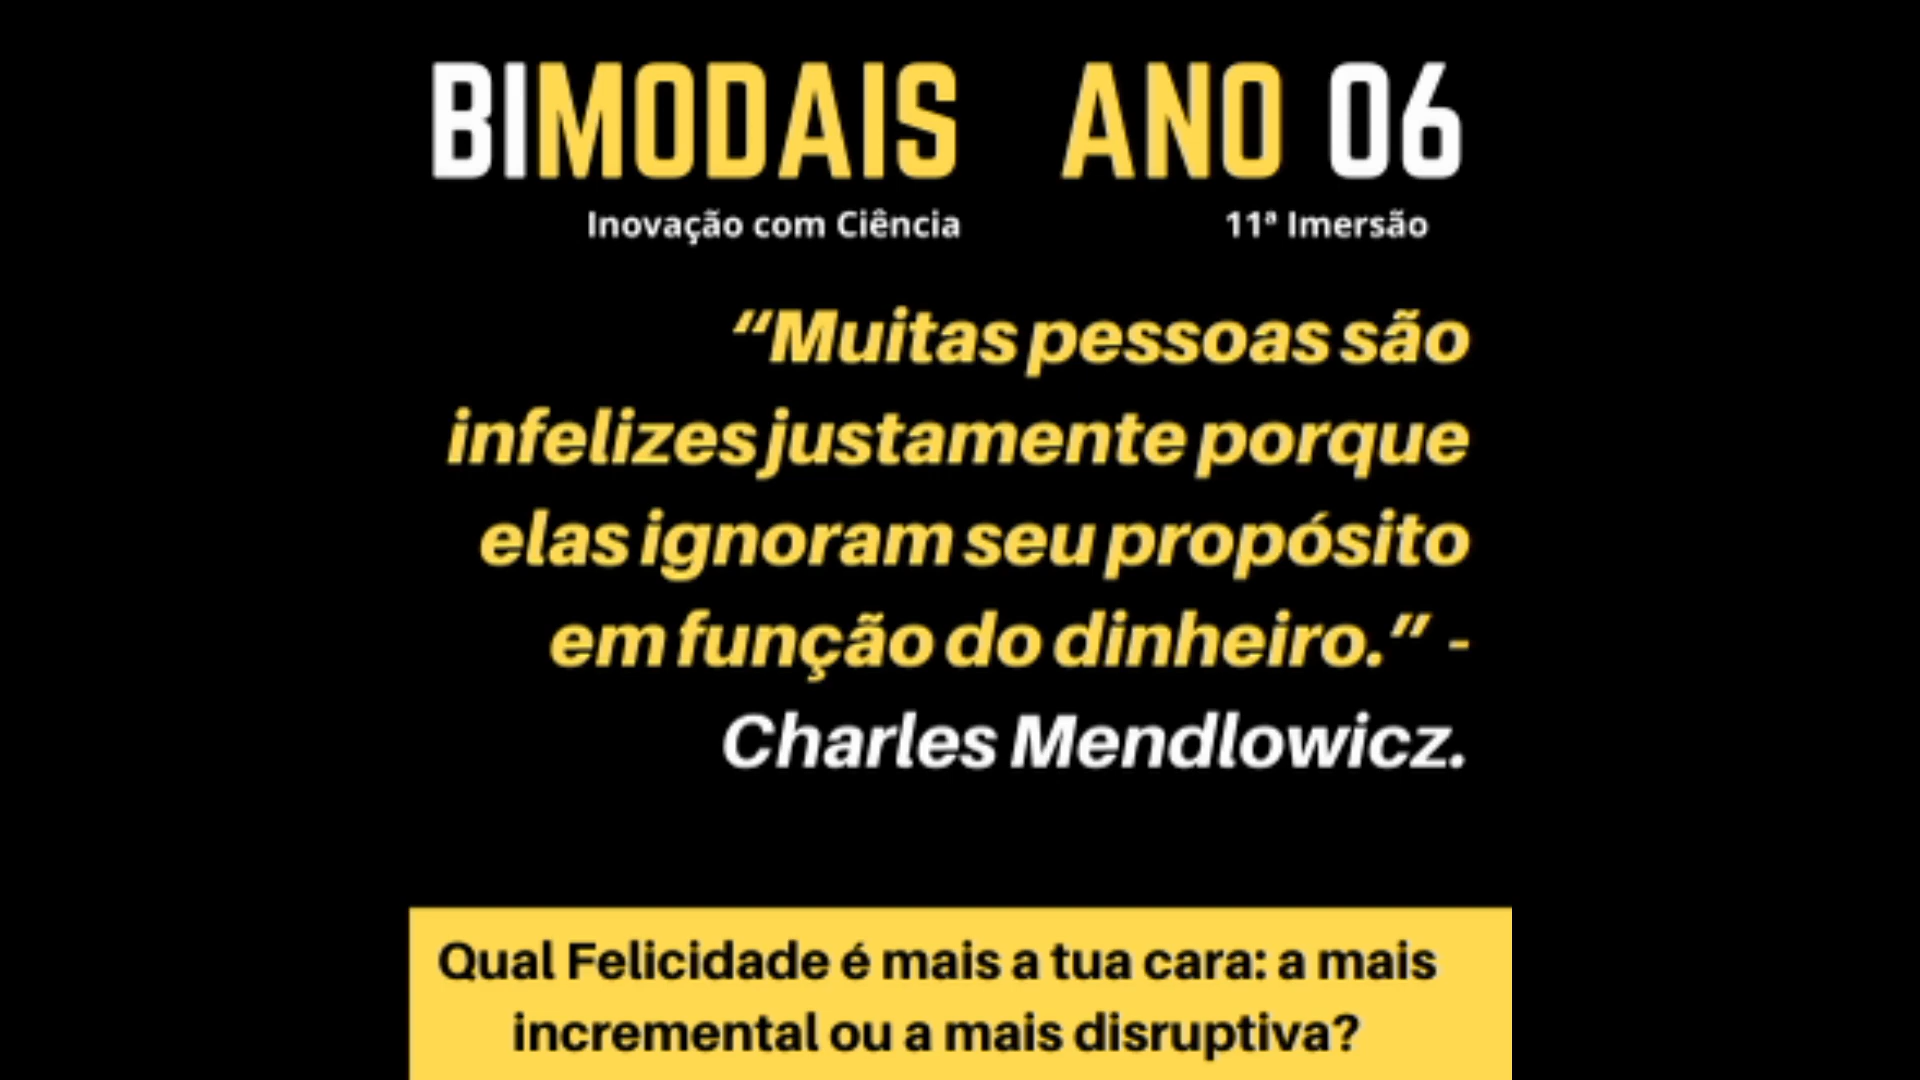 BIMODAIS ANO 06
Inovação com Ciência 11ª Imersão
“Muitas pessoas são
infelizes justamente porque
elas ignoram seu propósito
em função do dinheiro.” -
Charles Mendlowicz.
Qual Felicidade é mais a tua cara: a mais
incremental ou a mais disruptiva?